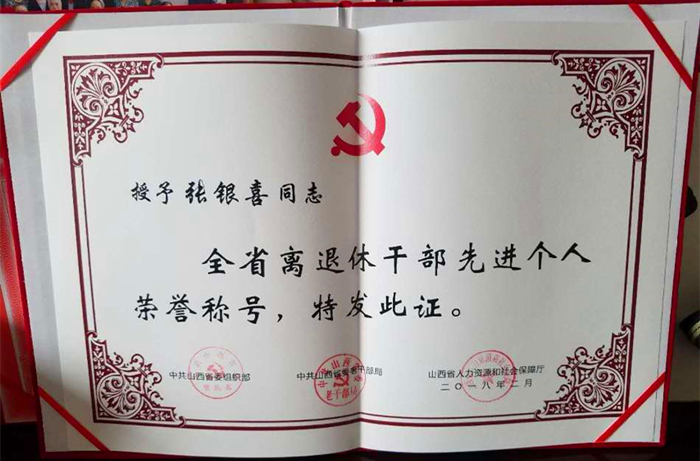 授予张银喜同志
全省离退休干部先进个人
荣誉称号，特发此证。
中共山西省委组织部
中共山西省委老干部局
山西省人力资源和社会保障厅
二〇一八年二月